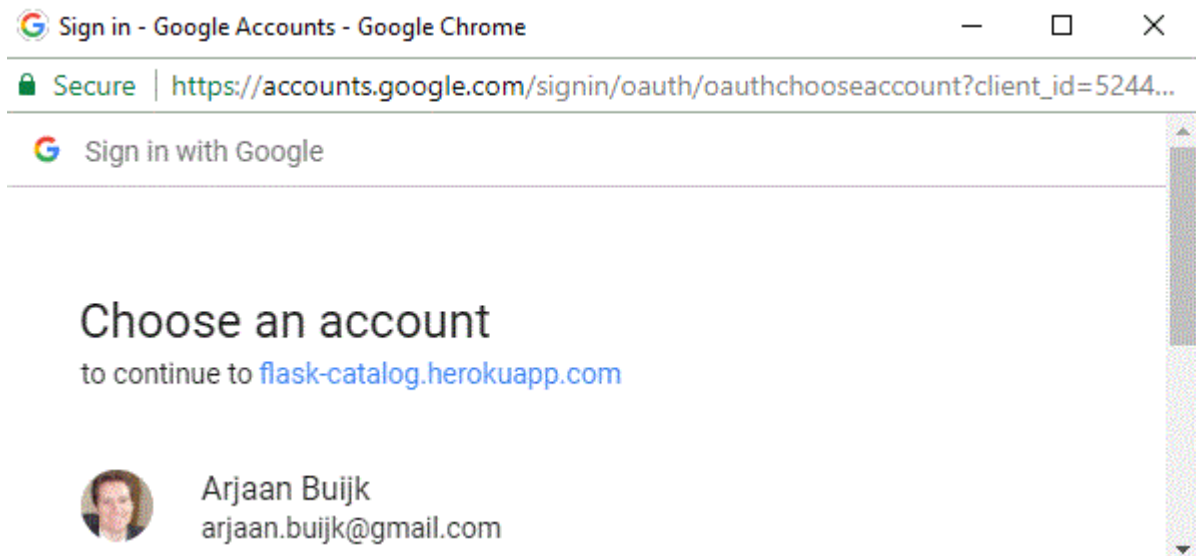 Sign in - Google Accounts - Google Chrome
Secure | https://accounts.google.com/signin/oauth/oauthchooseaccount?client_id=5244...
Sign in with Google
Choose an account
to continue to flask-catalog.herokuapp.com
Arjaan Buijk
arjaan.buijk@gmail.com